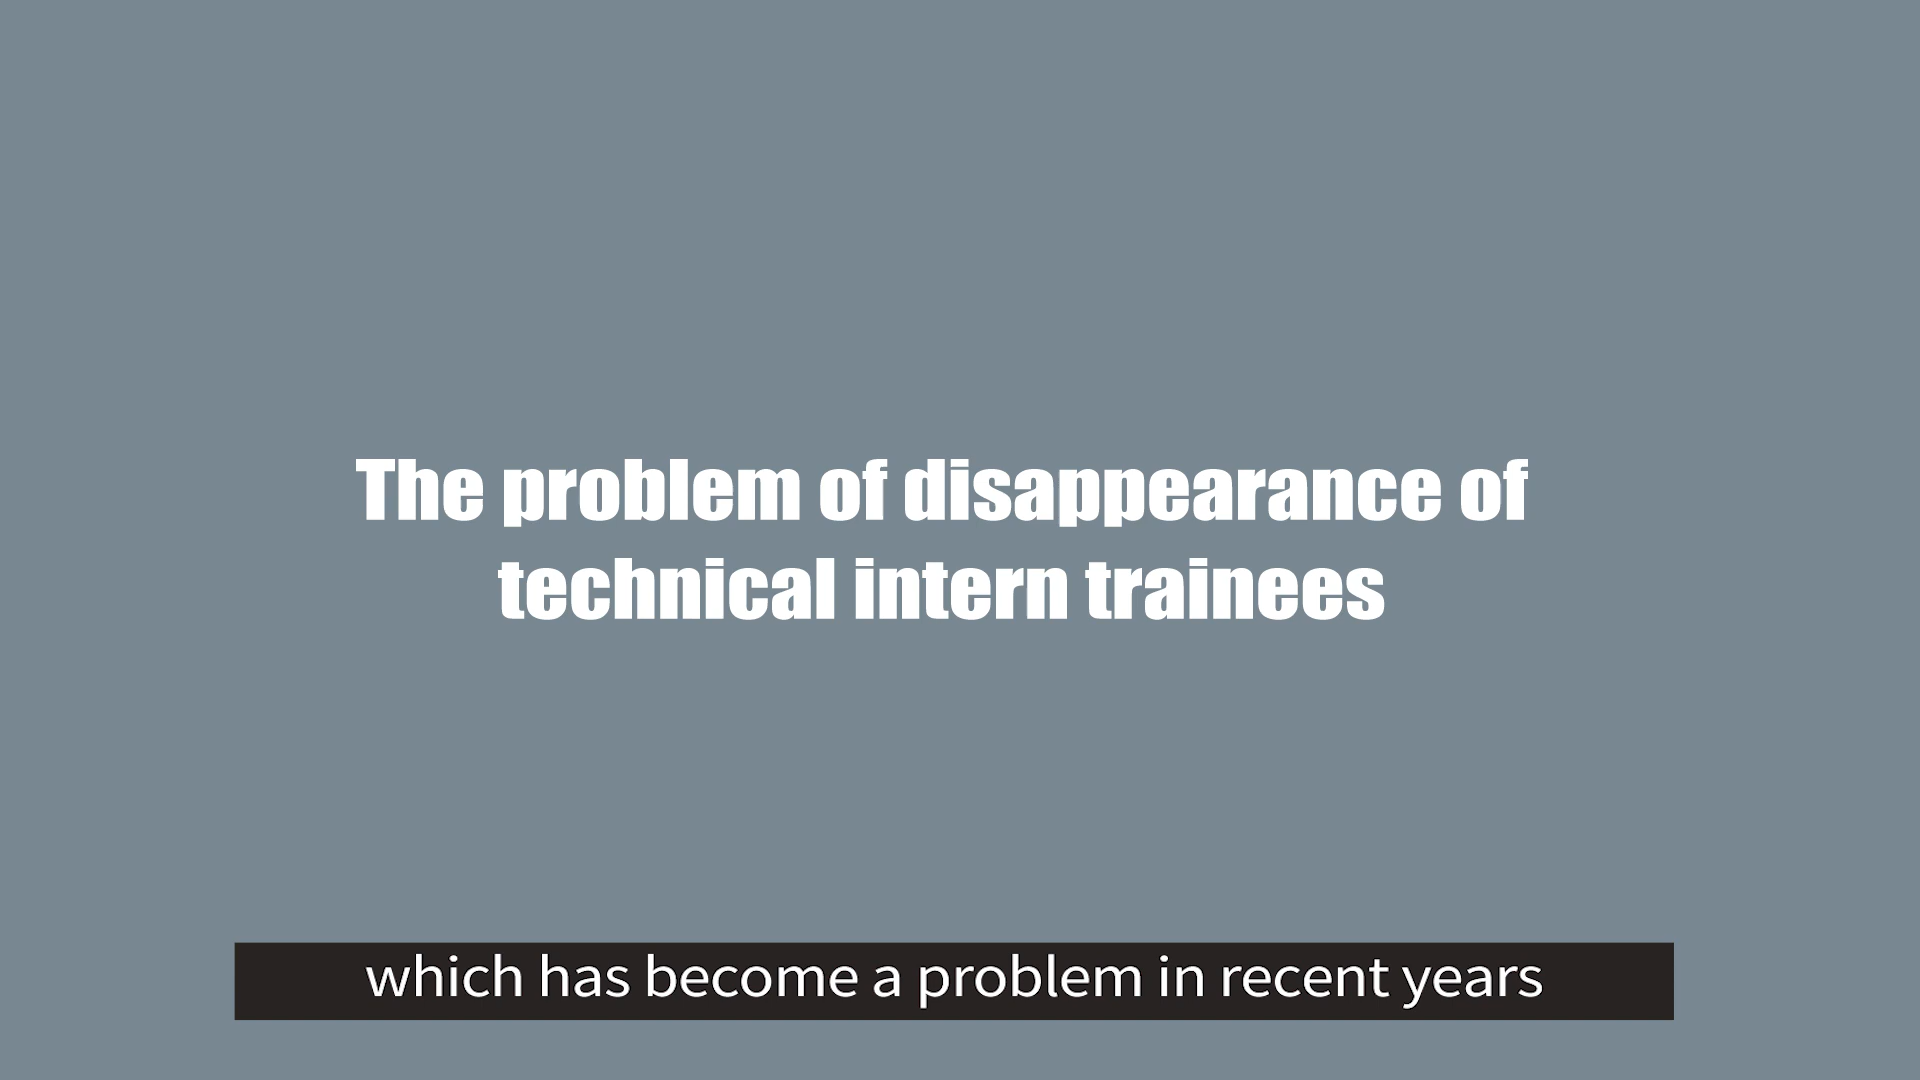 The problem of disappearance of
technical intern trainees
which has become a problem in recent years